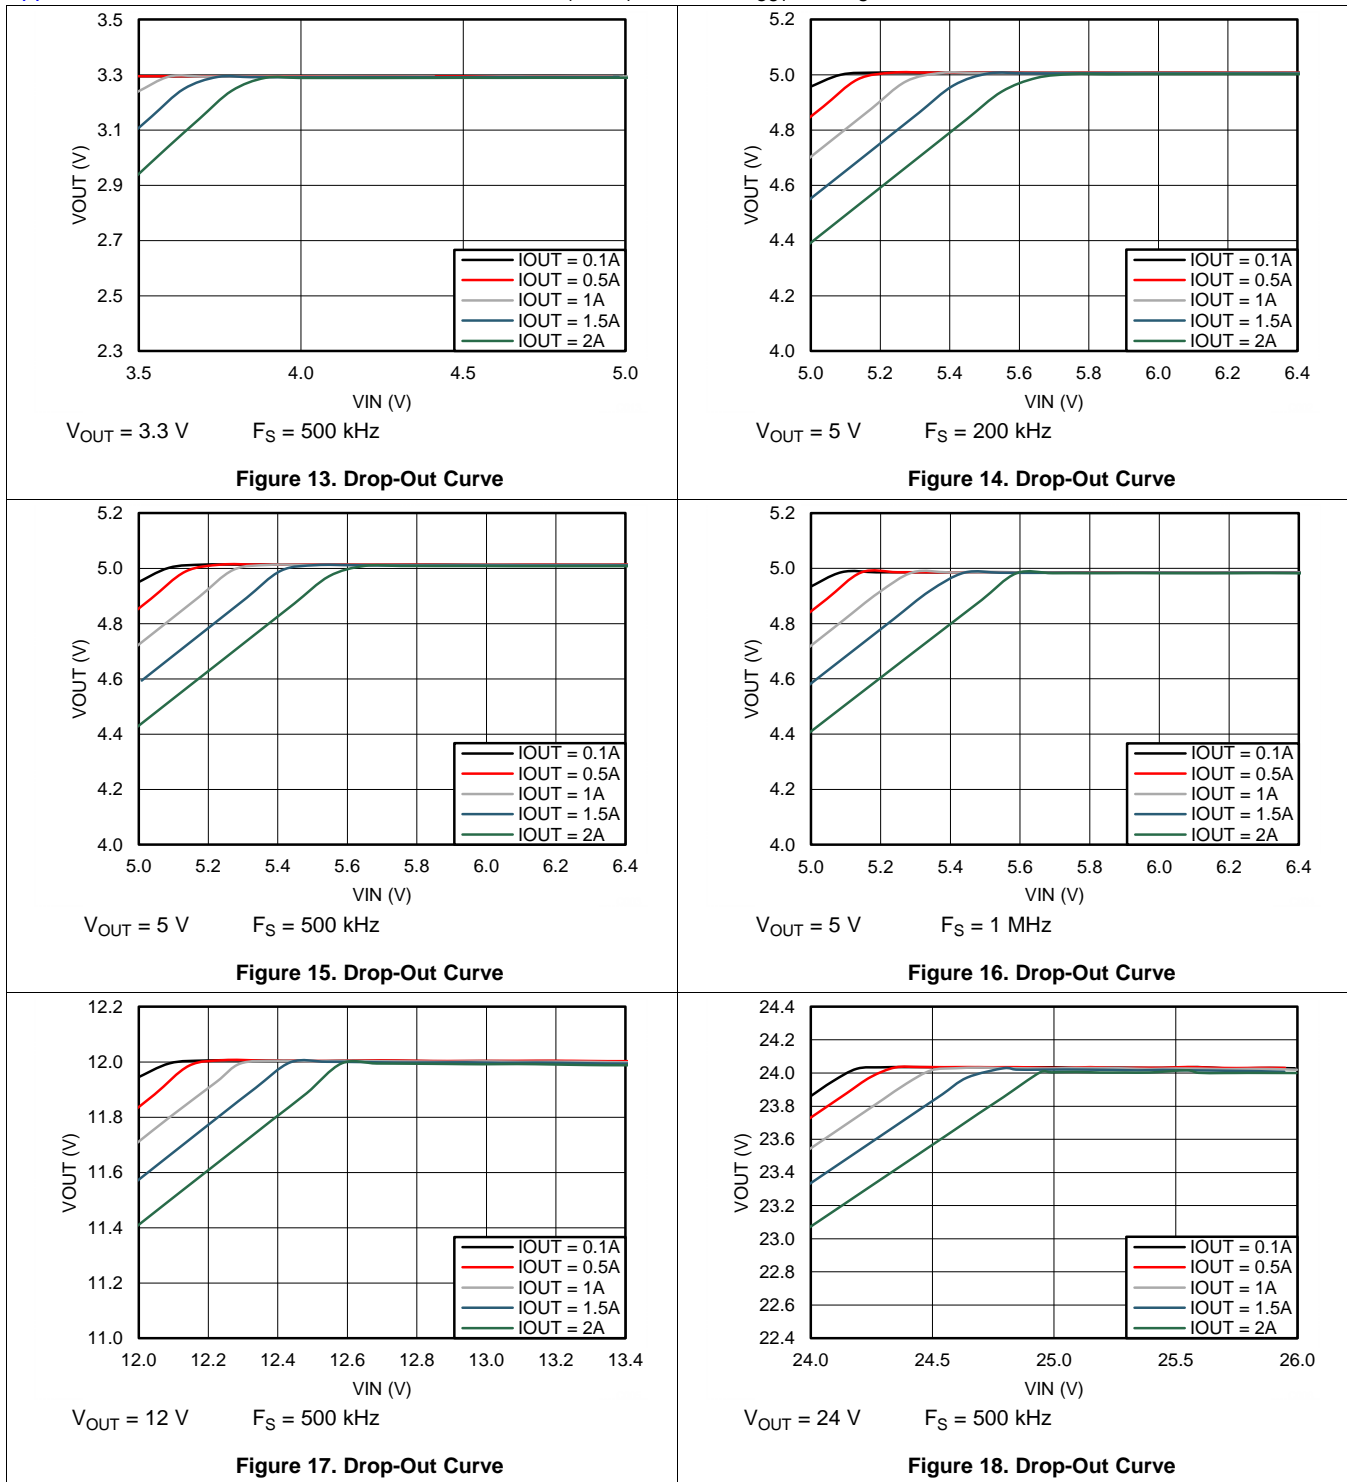 3.5
3.3
3.1
2.9
2.7
2.5
2.3
VOUT (V)
IOUT = 0.1A
IOUT = 0.5A
IOUT = 1A
IOUT = 1.5A
IOUT = 2A
3.5 4.0 4.5 5.0
VIN (V)
VOUT = 3.3 V FS = 500 kHz
Figure 13. Drop-Out Curve
5.2
5.0
4.8
4.6
4.4
4.2
4.0
VOUT (V)
IOUT = 0.1A
IOUT = 0.5A
IOUT = 1A
IOUT = 1.5A
IOUT = 2A
5.0 5.2 5.4 5.6 5.8 6.0 6.2 6.4
VIN (V)
VOUT = 5 V FS = 200 kHz
Figure 14. Drop-Out Curve
5.2
5.0
4.8
4.6
4.4
4.2
4.0
VOUT (V)
IOUT = 0.1A
IOUT = 0.5A
IOUT = 1A
IOUT = 1.5A
IOUT = 2A
5.0 5.2 5.4 5.6 5.8 6.0 6.2 6.4
VIN (V)
VOUT = 5 V FS = 500 kHz
Figure 15. Drop-Out Curve
5.2
5.0
4.8
4.6
4.4
4.2
4.0
VOUT (V)
IOUT = 0.1A
IOUT = 0.5A
IOUT = 1A
IOUT = 1.5A
IOUT = 2A
5.0 5.2 5.4 5.6 5.8 6.0 6.2 6.4
VIN (V)
VOUT = 5 V FS = 1 MHz
Figure 16. Drop-Out Curve
12.2
12.0
11.8
11.6
11.4
11.2
11.0
VOUT (V)
IOUT = 0.1A
IOUT = 0.5A
IOUT = 1A
IOUT = 1.5A
IOUT = 2A
12.0 12.2 12.4 12.6 12.8 13.0 13.2 13.4
VIN (V)
VOUT = 12 V FS = 500 kHz
Figure 17. Drop-Out Curve
24.4
24.2
24.0
23.8
23.6
23.4
23.2
23.0
22.8
22.6
22.4
VOUT (V)
IOUT = 0.1A
IOUT = 0.5A
IOUT = 1A
IOUT = 1.5A
IOUT = 2A
24.0 24.5 25.0 25.5 26.0
VIN (V)
VOUT = 24 V FS = 500 kHz
Figure 18. Drop-Out Curve